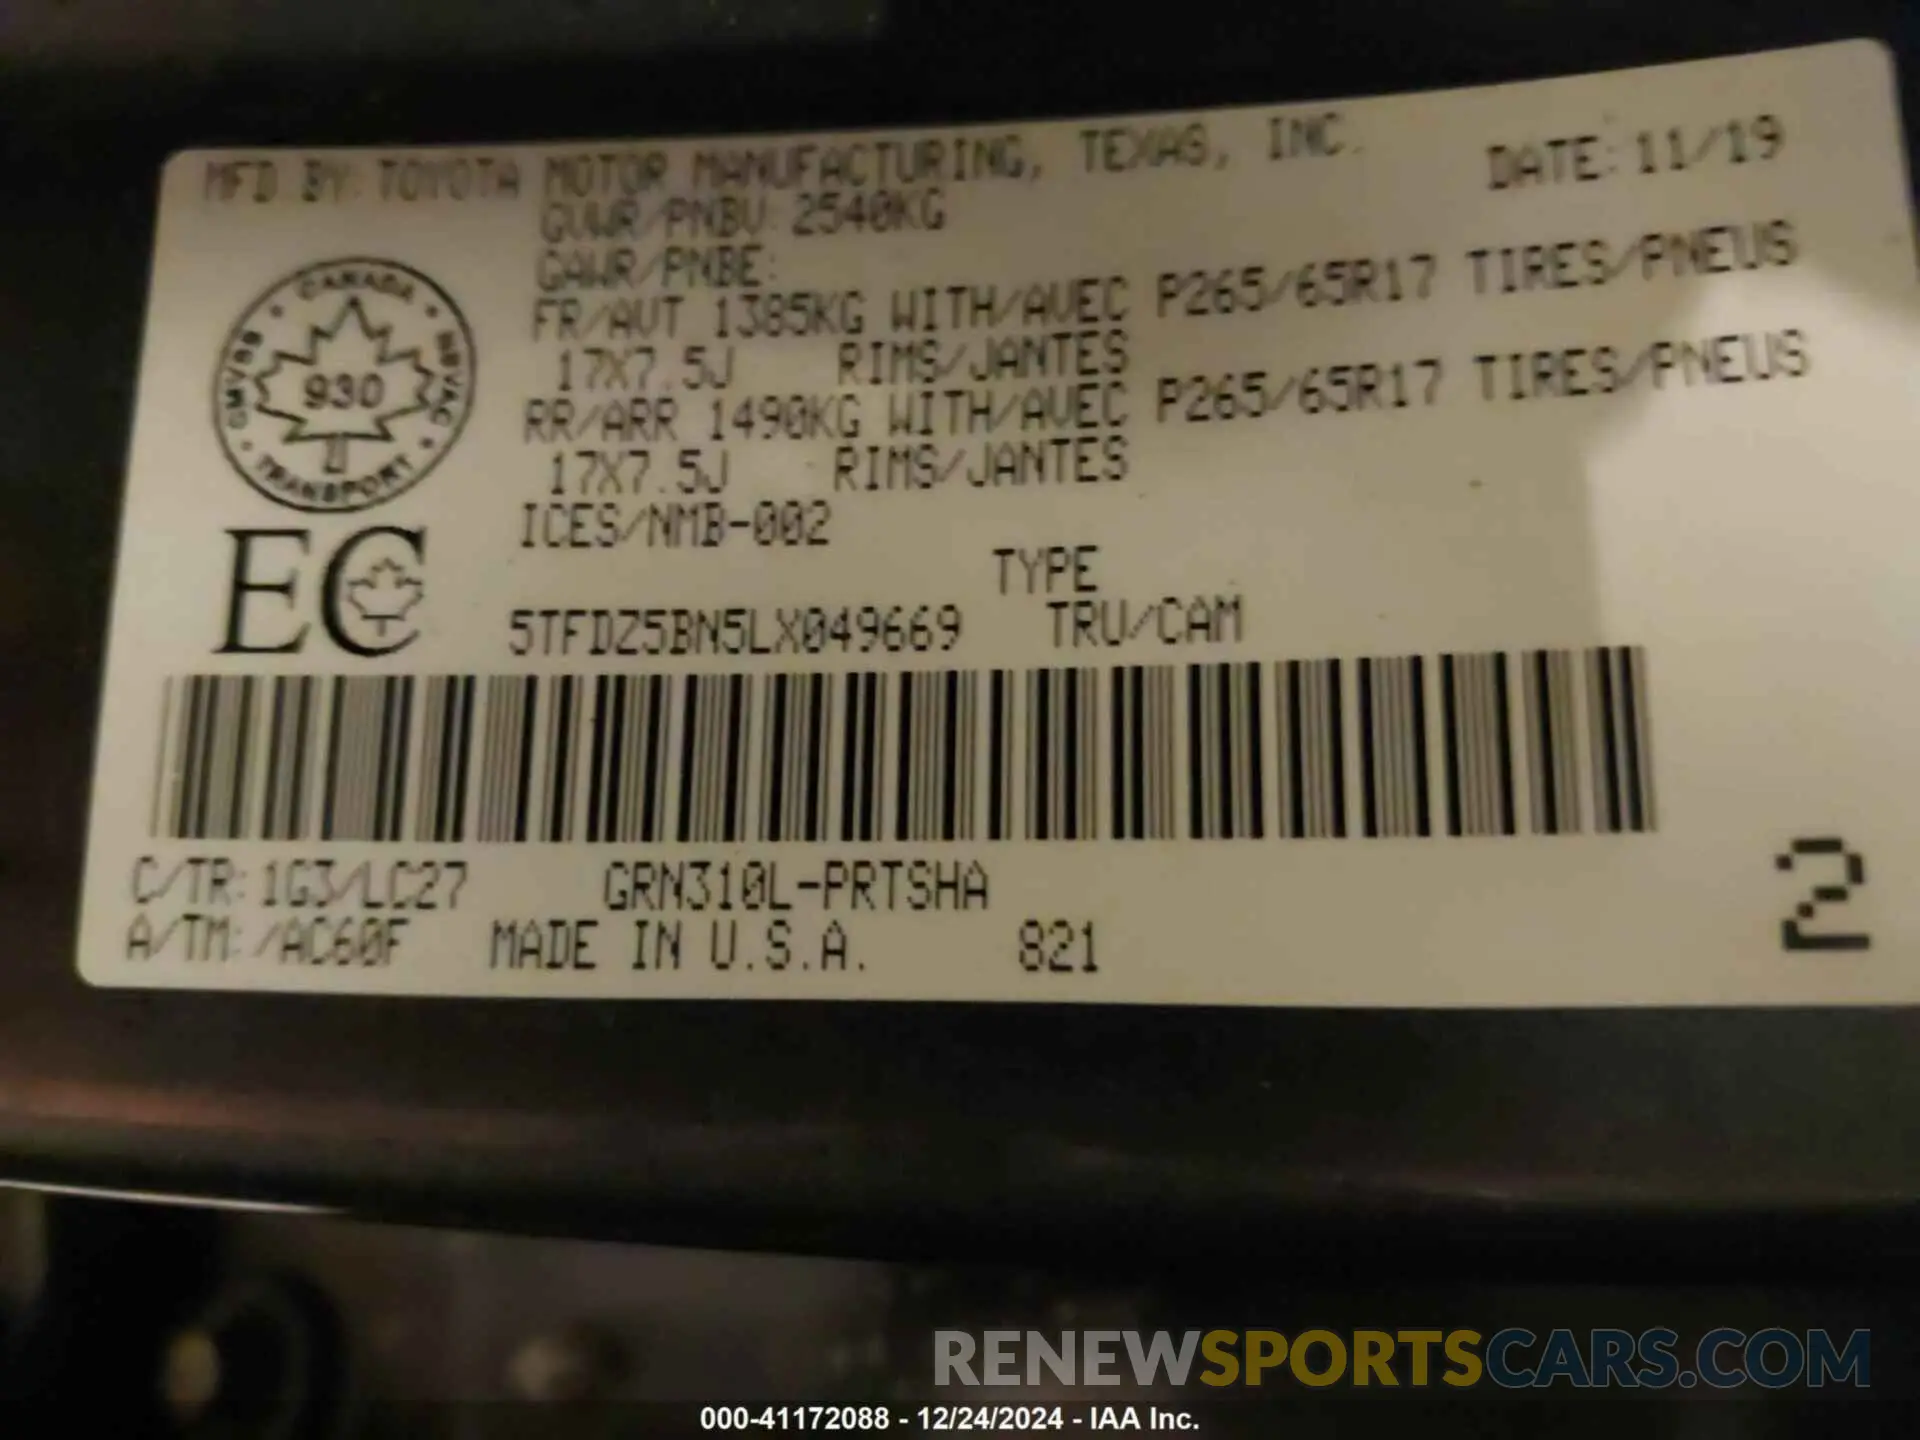 MFD BY: TOYOTA MOTOR MANUFACTURING, TEXAS, INC. DATE: 11/19
GVWR/PNBV 2540KG
GAWR/PNBE:
FR/AVT 1385KG WITH/AVEC P265/65R17 TIRES/PNEUS
17X7.5J RIMS/JANTES
RR/ARR 1490KG WITH/AVEC P265/65R17 TIRES/PNEUS
17X7.5J RIMS/JANTES
ICES/NMB-002
CANADA
CMVSS 930 NSVAC
TRANSPORT
EC
TYPE
5TFDZ5BN5LX049669 TRU/CAM
C/TR: 1G3/LC27 GRN310L-PRTSHA
A/TM: /AC60F MADE IN U.S.A. 821
2
RENEWSPORTSCARS.COM
000-41172088 - 12/24/2024 - IAA Inc.